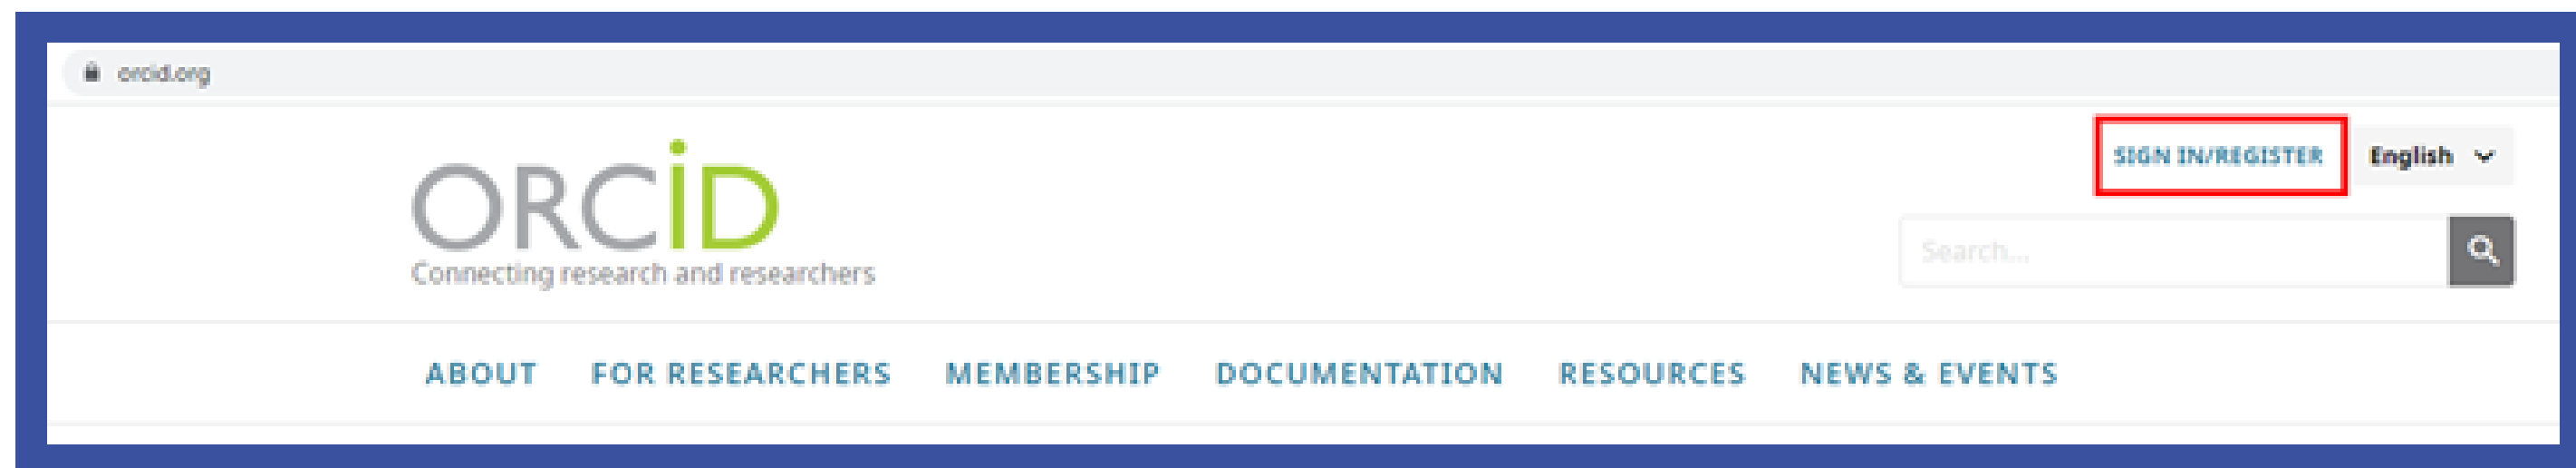 orcid.org
SIGN IN/REGISTER English
ORCID
Connecting research and researchers
Search...
ABOUT FOR RESEARCHERS MEMBERSHIP DOCUMENTATION RESOURCES NEWS & EVENTS